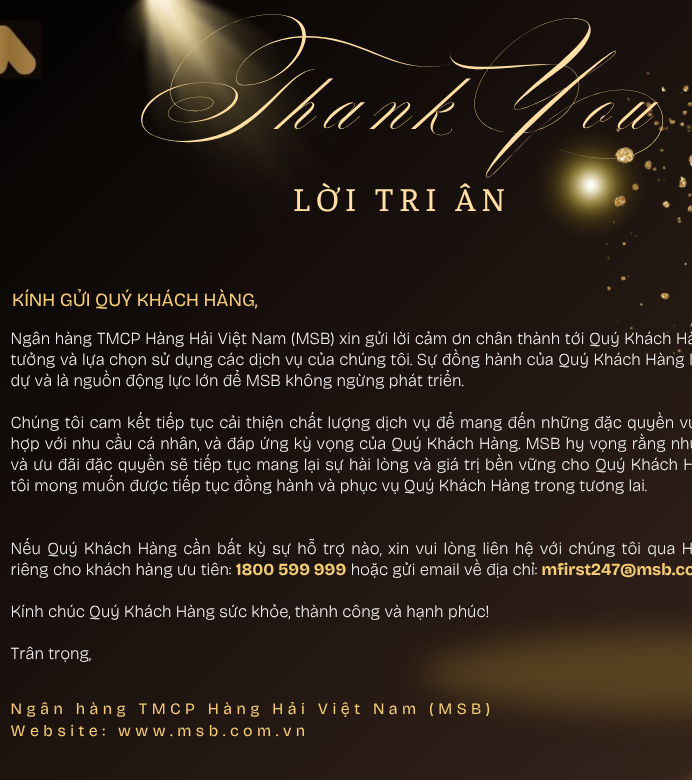 Thank You
LỜI TRI ÂN
KÍNH GỬI QUÝ KHÁCH HÀNG,
Ngân hàng TMCP Hàng Hải Việt Nam (MSB) xin gửi lời cảm ơn chân thành tới Quý Khách
tưởng và lựa chọn sử dụng các dịch vụ của chúng tôi. Sự đồng hành của Quý Khách Hàng
dự và là nguồn động lực lớn để MSB không ngừng phát triển.
Chúng tôi cam kết tiếp tục cải thiện chất lượng dịch vụ để mang đến những đặc quyền
hợp với nhu cầu cá nhân, và đáp ứng kỳ vọng của Quý Khách Hàng. MSB hy vọng rằng
và ưu đãi đặc quyền sẽ tiếp tục mang lại sự hài lòng và giá trị bền vững cho Quý Khách
tôi mong muốn được tiếp tục đồng hành và phục vụ Quý Khách Hàng trong tương lai.
Nếu Quý Khách Hàng cần bất kỳ sự hỗ trợ nào, xin vui lòng liên hệ với chúng tôi qua
riêng cho khách hàng ưu tiên: 1800 599 999 hoặc gửi email về địa chỉ: mfirst247@msb.co
Kính chúc Quý Khách Hàng sức khỏe, thành công và hạnh phúc!
Trân trọng,
Ngân hàng TMCP Hàng Hải Việt Nam (MSB)
Website: www.msb.com.vn